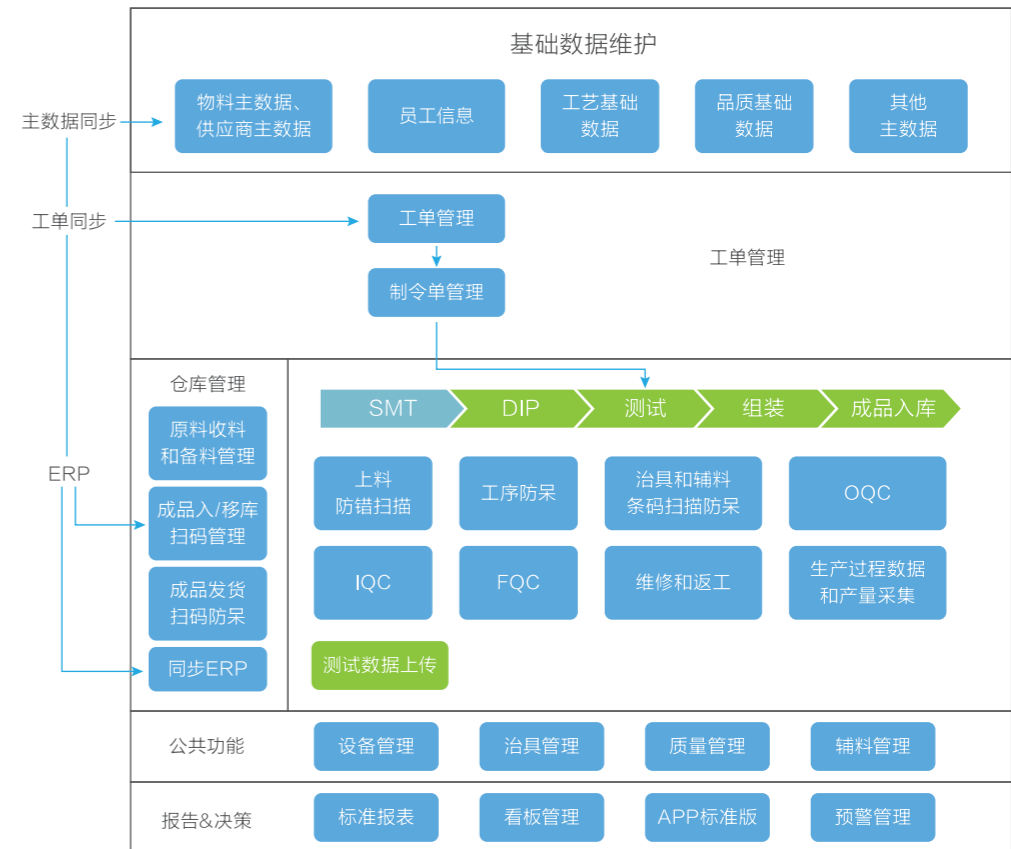 基础数据维护
主数据同步
物料主数据、
供应商主数据
员工信息
工艺基础
数据
品质基础
数据
其他
主数据
工单同步
工单管理
制令单管理
工单管理
ERP
仓库管理
原料收料
和备料管理
成品入/移库
扫码管理
成品发货
扫码防呆
同步ERP
SMT
DIP
测试
组装
成品入库
上料
防错扫描
工序防呆
治具和辅料
条码扫描防呆
OQC
IQC
FQC
维修和返工
生产过程数据
和产量采集
测试数据上传
公共功能
设备管理
治具管理
质量管理
辅料管理
报告&决策
标准报表
看板管理
APP标准版
预警管理